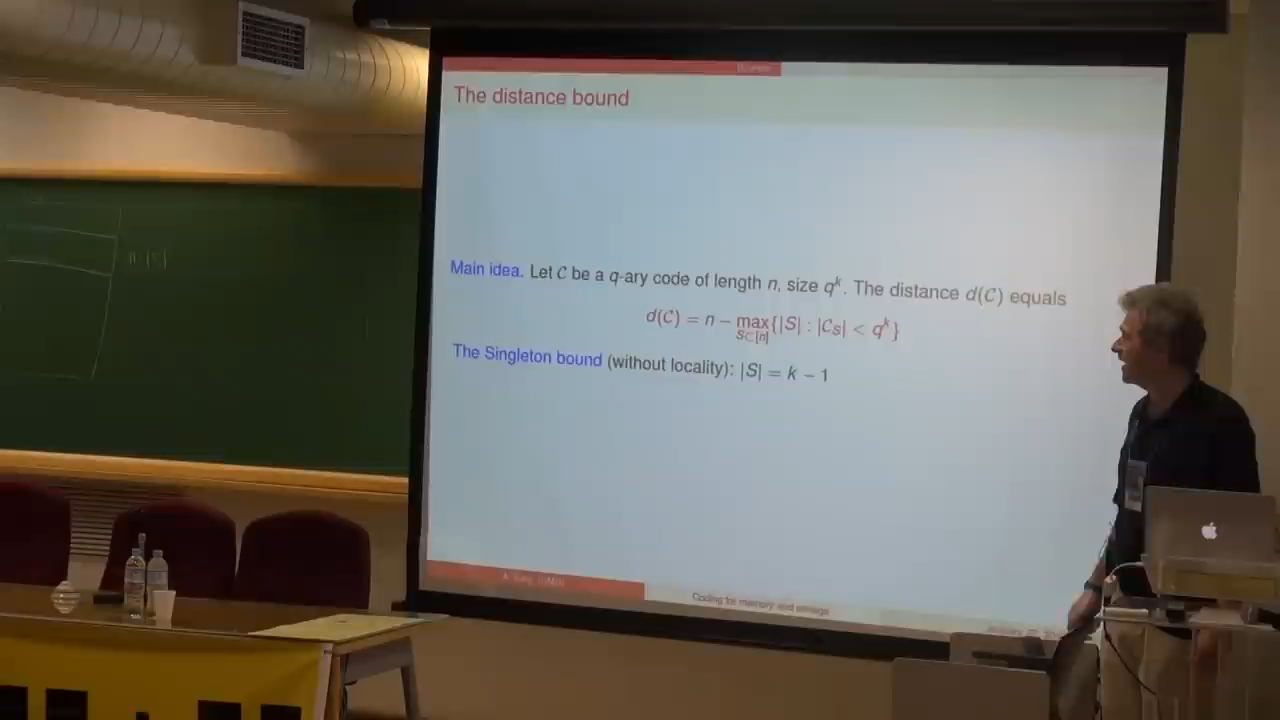 The distance bound
Main idea. Let C be a q-ary code of length n, size q^k. The distance d(C) equals
d(C) = n − max_{S⊂[n]} {|S| : |C_S| < q^k}
The Singleton bound (without locality): |S| = k − 1
Coding for memory and storage